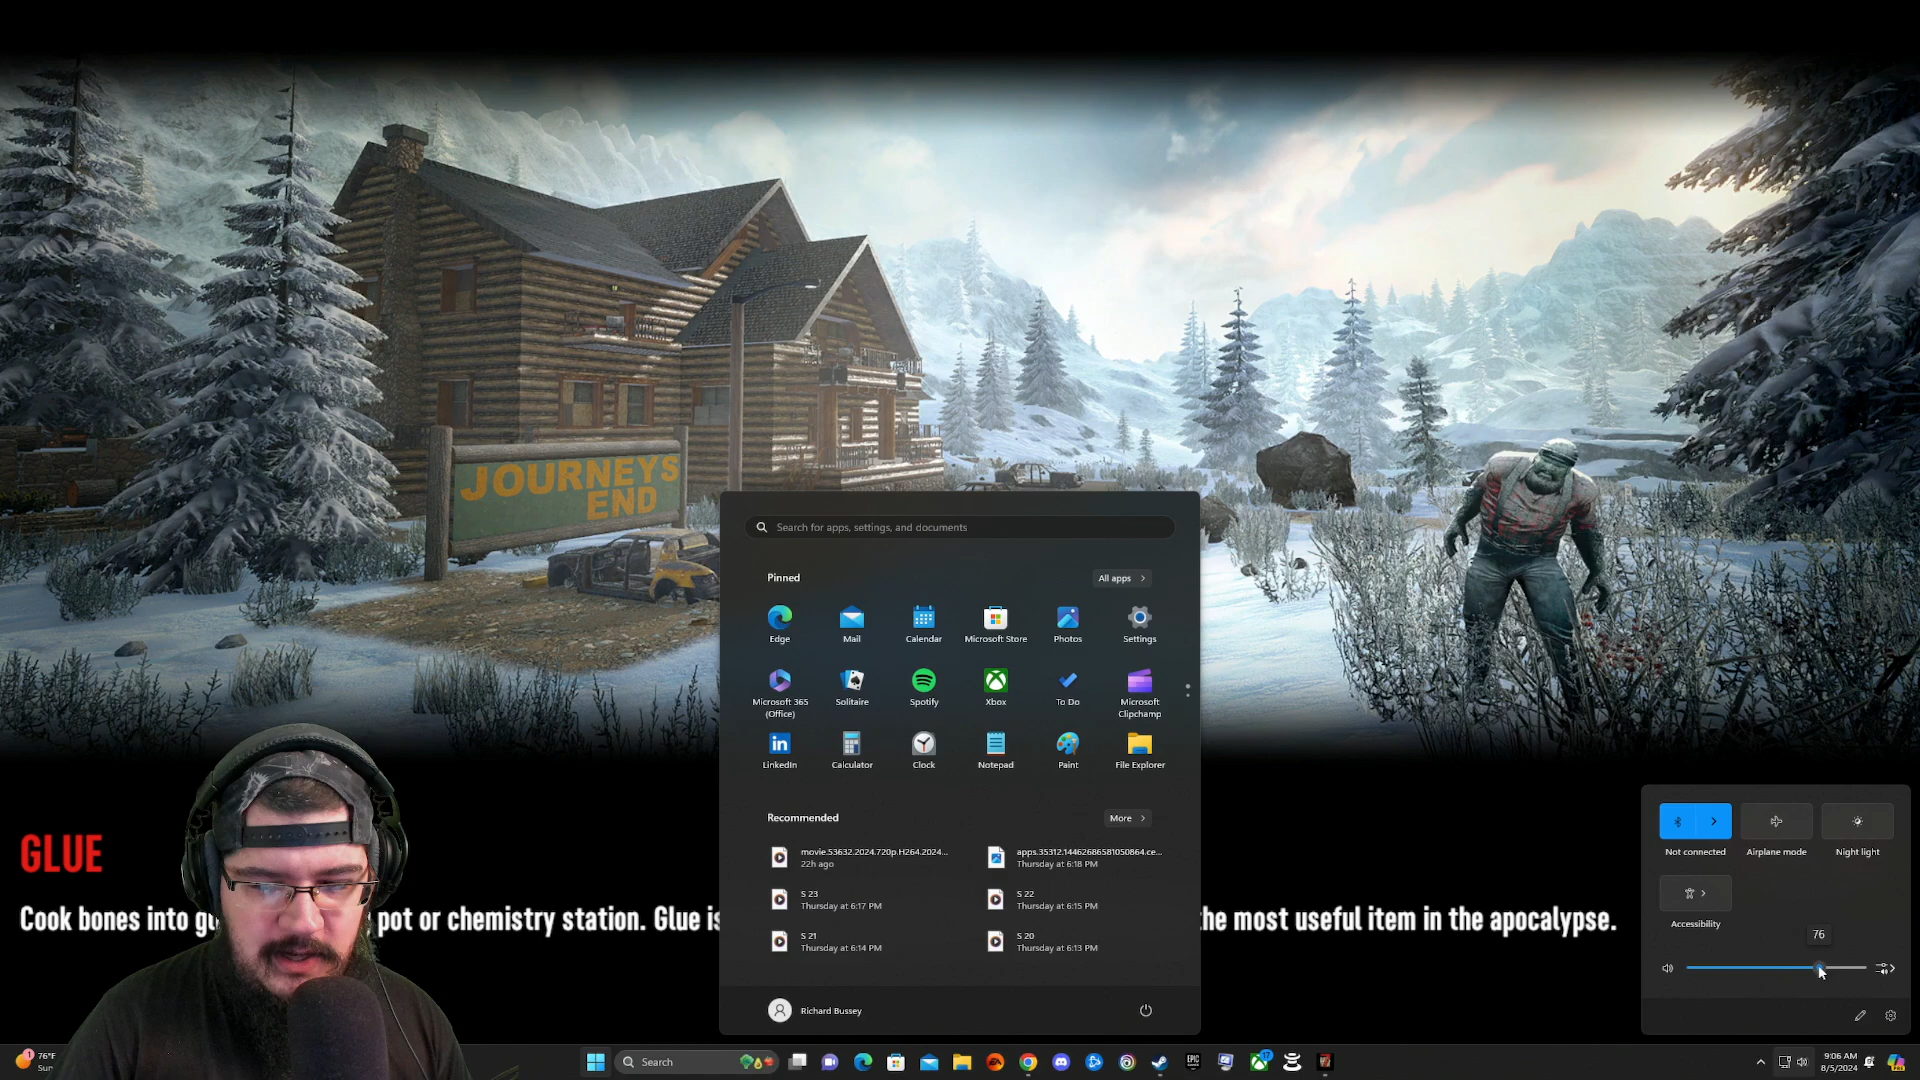 JOURNEYS
END
Search for apps, settings, and documents
Pinned
All apps
Edge
Mail
Calendar
Microsoft Store
Photos
Settings
Microsoft 365
(Office)
Solitaire
Spotify
Xbox
To Do
Microsoft
Clipchamp
LinkedIn
Calculator
Clock
Notepad
Paint
File Explorer
Recommended
More
movie.53632.2024.720p.H264.2024...
22h ago
apps.35312.14462686581050864.ce...
Thursday at 6:18 PM
S 23
Thursday at 6:17 PM
S 22
Thursday at 6:15 PM
S 21
Thursday at 6:14 PM
S 20
Thursday at 6:13 PM
Richard Bussey
GLUE
Cook bones into pot or chemistry station. Glue is the most useful item in the apocalypse.
Not connected
Airplane mode
Night light
Accessibility
76
1
76°F
Search
EPIC
17
9:06 AM
8/5/2024